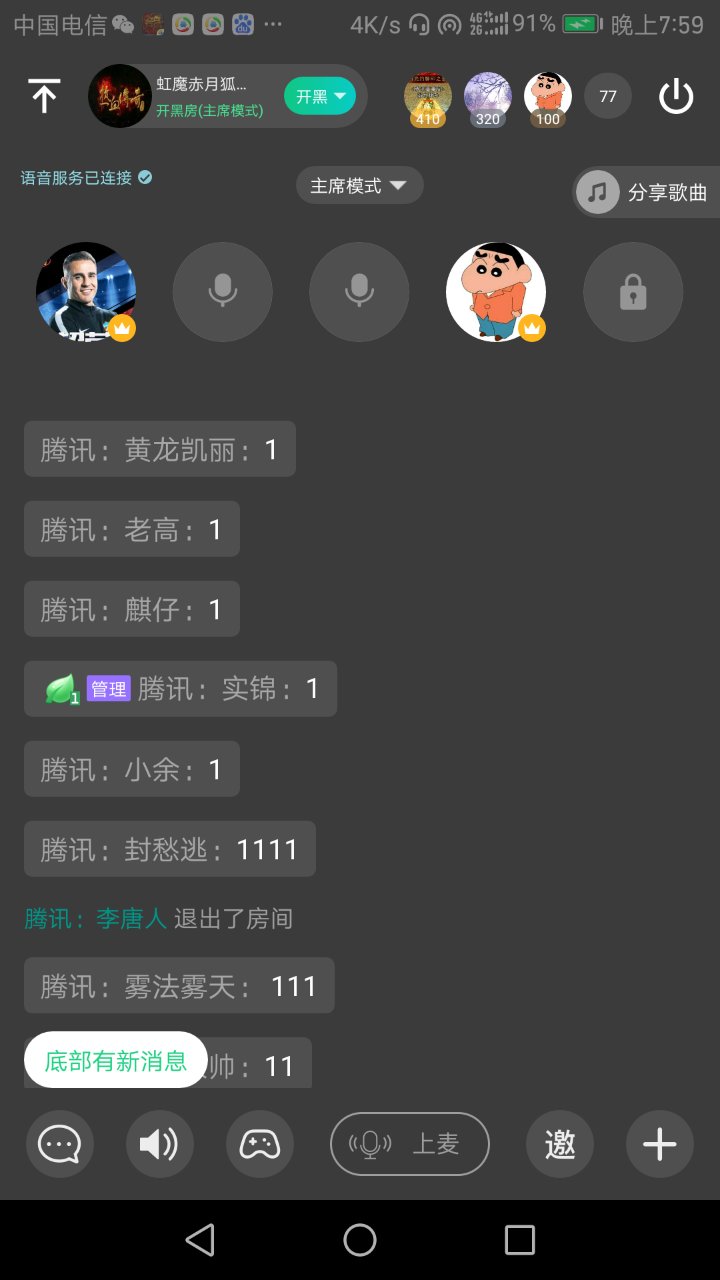 中国电信 ... 4K/s 4G 2G 91% 晚上7:59
虹魔赤月狐... 开黑
开黑房(主席模式)
410 320 100 77
语音服务已连接
主席模式
分享歌曲
腾讯：黄龙凯丽：1
腾讯：老高：1
腾讯：麒仔：1
1 管理 腾讯：实锦：1
腾讯：小余：1
腾讯：封愁逃：1111
腾讯：李唐人 退出了房间
腾讯：雾法雾天：111
底部有新消息 帅：11
上麦 邀